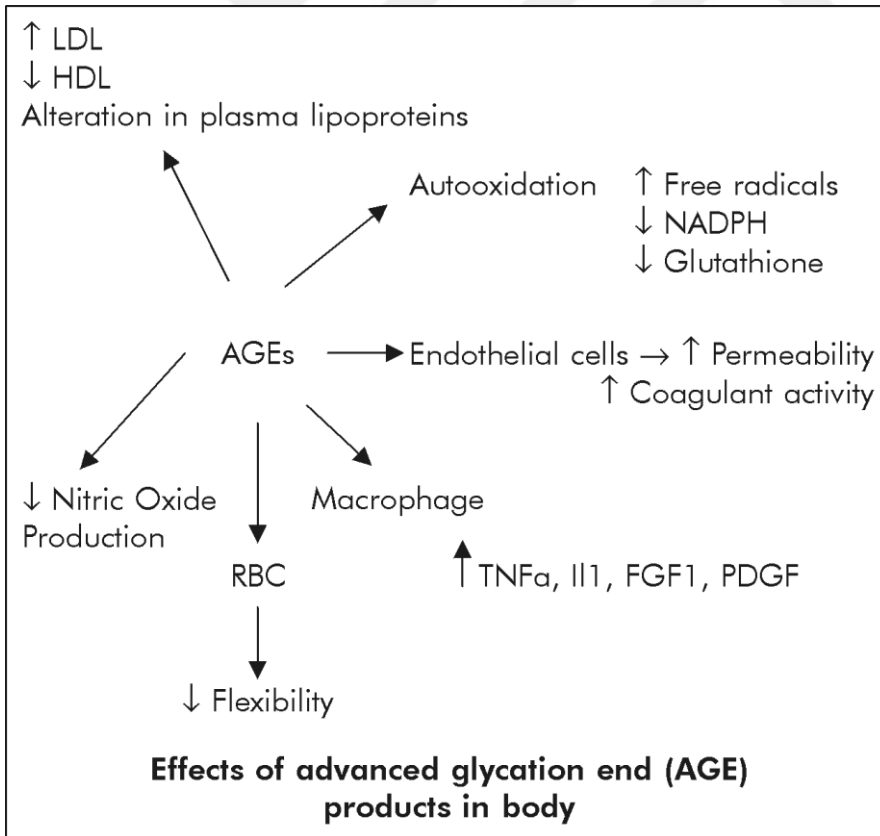 ↑ LDL
↓ HDL
Alteration in plasma lipoproteins
Autooxidation ↑ Free radicals
↓ NADPH
↓ Glutathione
AGEs → Endothelial cells → ↑ Permeability
↑ Coagulant activity
↓ Nitric Oxide
Production
Macrophage
RBC
↑ TNFa, Il1, FGF1, PDGF
↓ Flexibility
Effects of advanced glycation end (AGE)
products in body